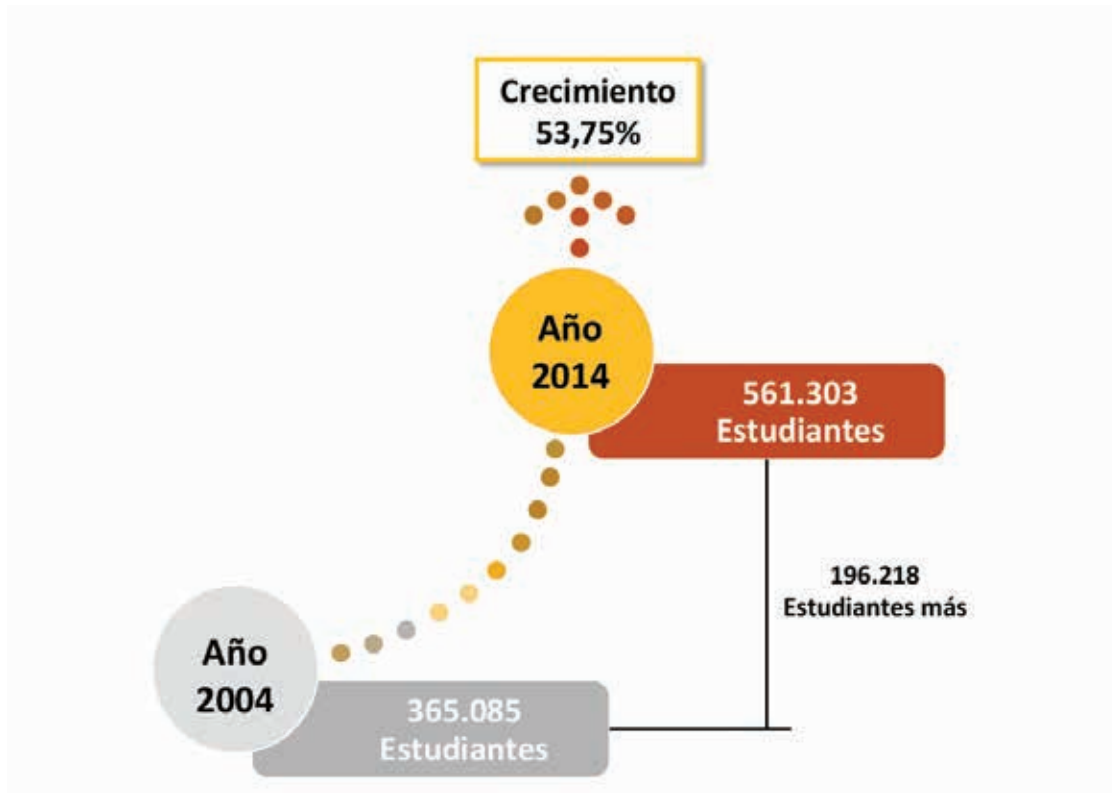 Crecimiento
53,75%
Año
2014
561.303
Estudiantes
196.218
Estudiantes más
Año
2004
365.085
Estudiantes